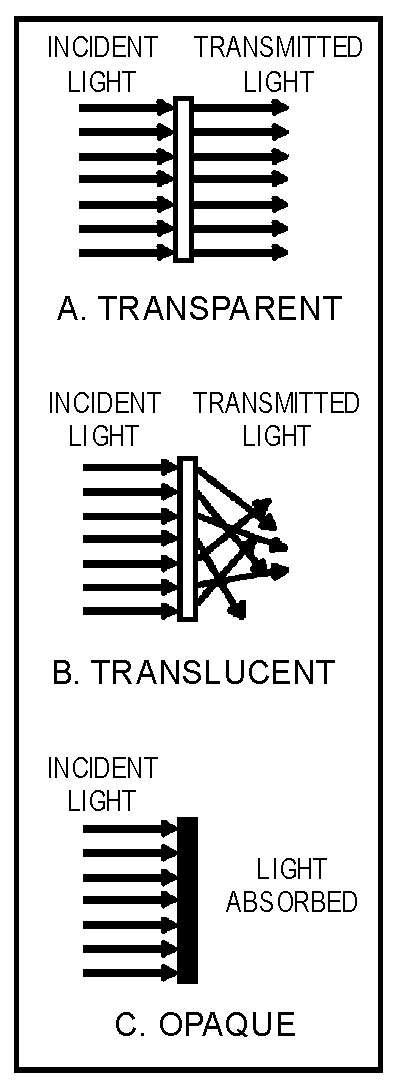 INCIDENT TRANSMITTED
LIGHT LIGHT
A. TRANSPARENT
INCIDENT TRANSMITTED
LIGHT LIGHT
B. TRANSLUCENT
INCIDENT
LIGHT
LIGHT
ABSORBED
C. OPAQUE